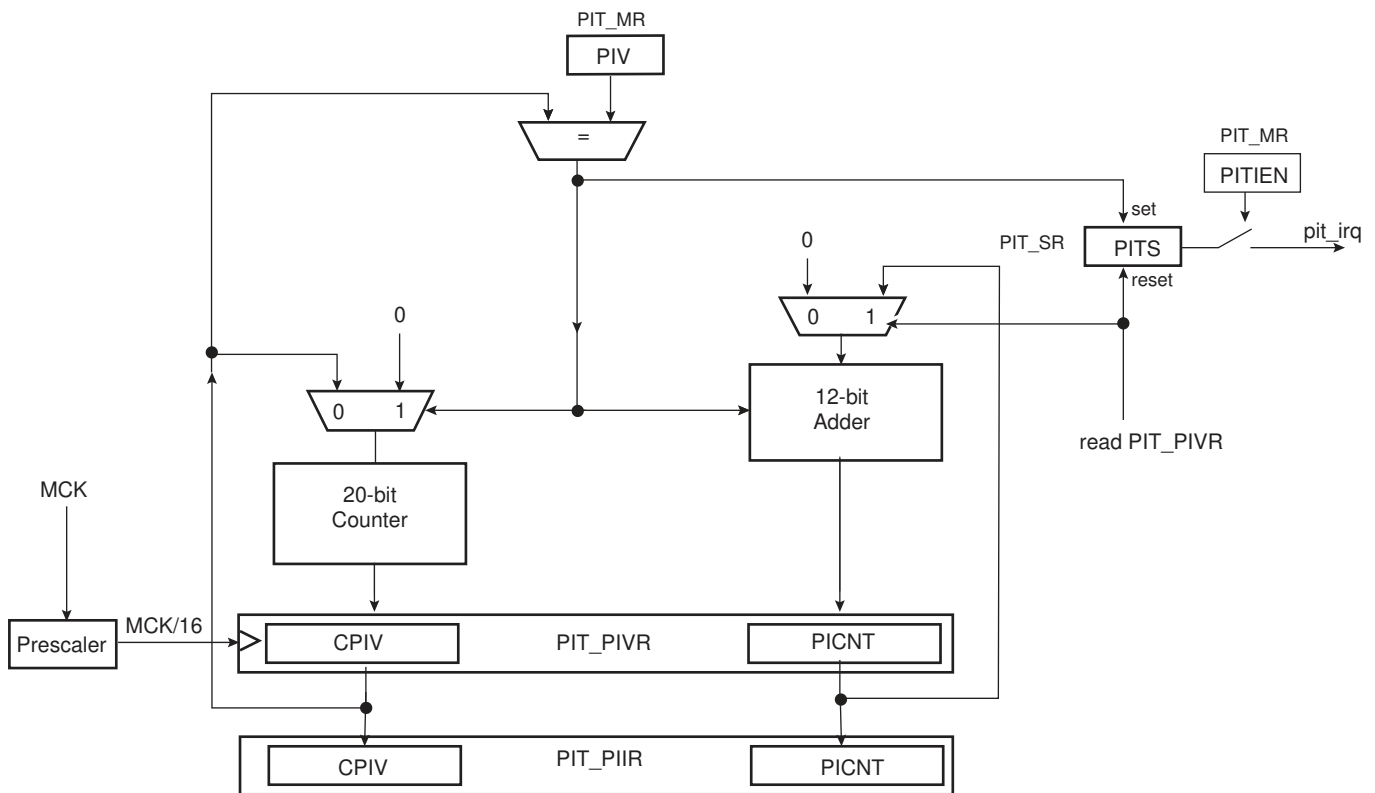 PIT_MR
PIV
=
PIT_MR
PITIEN
set
0
PIT_SR
PITS
pit_irq
reset
0
0 1
0 1
12-bit
Adder
read PIT_PIVR
MCK
20-bit
Counter
MCK/16
Prescaler
CPIV
PIT_PIVR
PICNT
CPIV
PIT_PIIR
PICNT